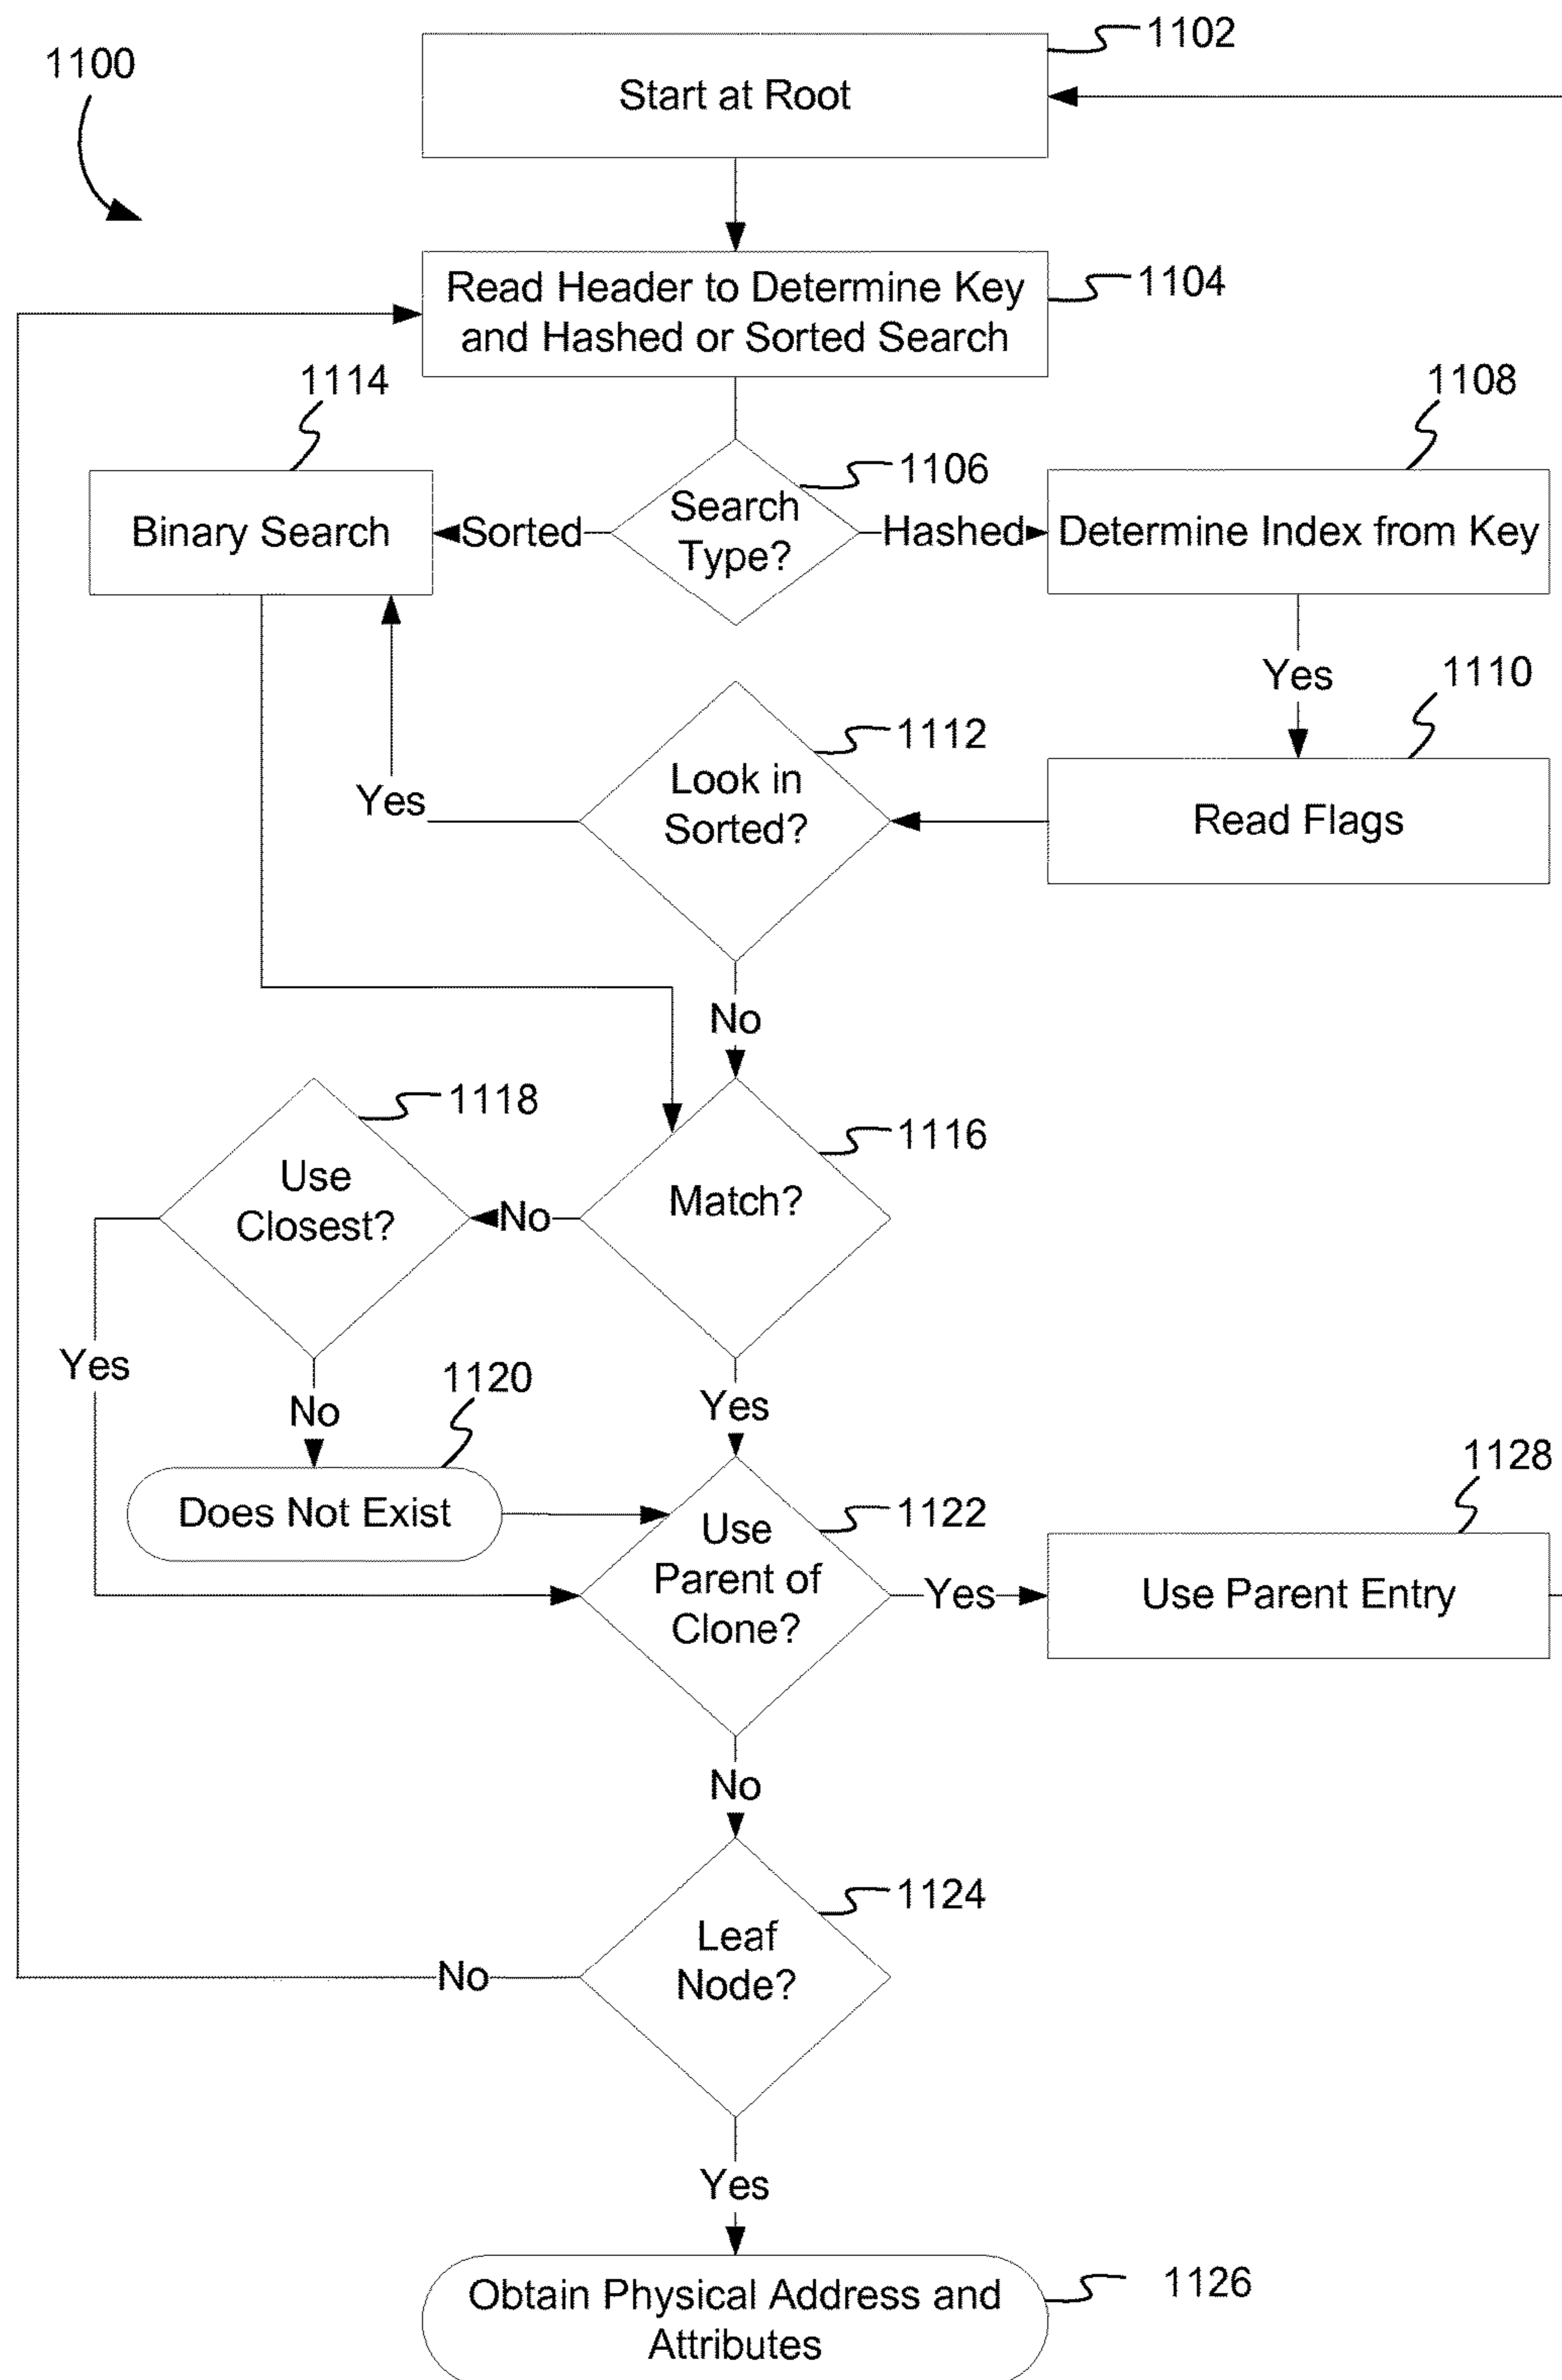 1100
1102
Start at Root
Read Header to Determine Key
and Hashed or Sorted Search
1104
1114
1108
1106
Binary Search
Sorted
Search
Type?
Hashed
Determine Index from Key
Yes
1110
1112
Look in
Sorted?
Yes
Read Flags
No
1118
1116
Use
Closest?
No
Match?
Yes
No
1120
Yes
1128
Does Not Exist
1122
Use
Parent of
Clone?
Yes
Use Parent Entry
No
1124
Leaf
Node?
No
Yes
Obtain Physical Address and
Attributes
1126